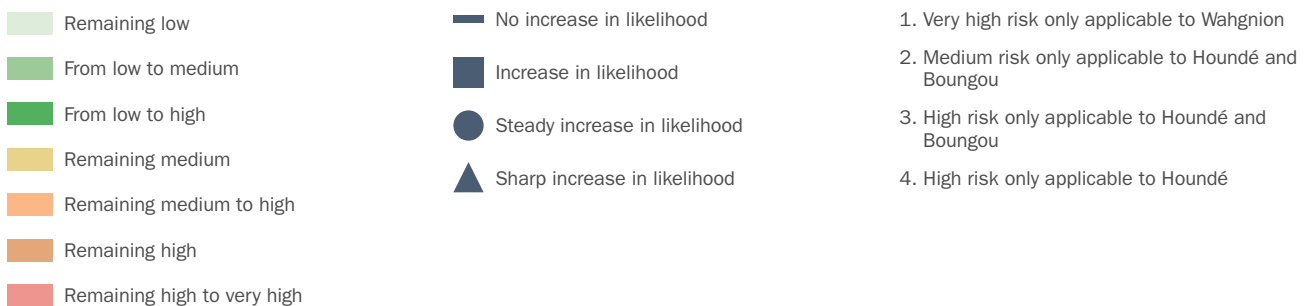 Remaining low
From low to medium
From low to high
Remaining medium
Remaining medium to high
Remaining high
Remaining high to very high
No increase in likelihood
Increase in likelihood
Steady increase in likelihood
Sharp increase in likelihood
1. Very high risk only applicable to Wahgnion
2. Medium risk only applicable to Houndé and
Boungou
3. High risk only applicable to Houndé and
Boungou
4. High risk only applicable to Houndé